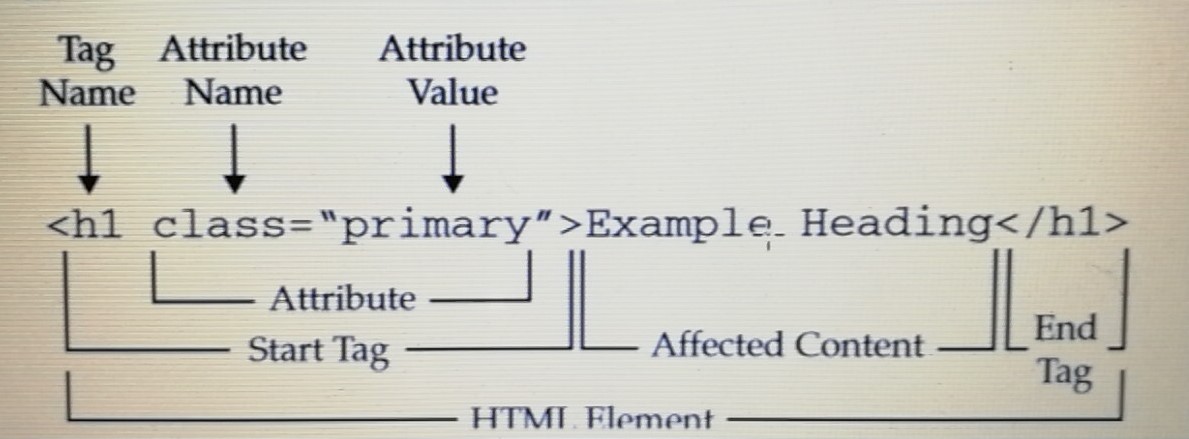 Tag Attribute Attribute
Name Name Value
<h1 class="primary">Example Heading</h1>
Attribute
Start Tag
Affected Content
End
Tag
HTML Element